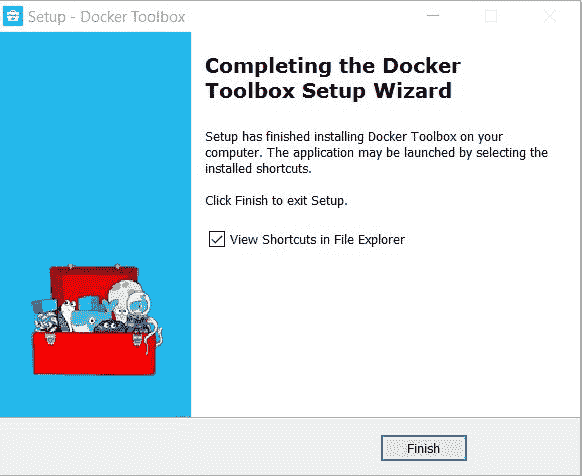 Setup - Docker Toolbox
Completing the Docker
Toolbox Setup Wizard
Setup has finished installing Docker Toolbox on your
computer. The application may be launched by selecting the
installed shortcuts.
Click Finish to exit Setup.
View Shortcuts in File Explorer
Finish